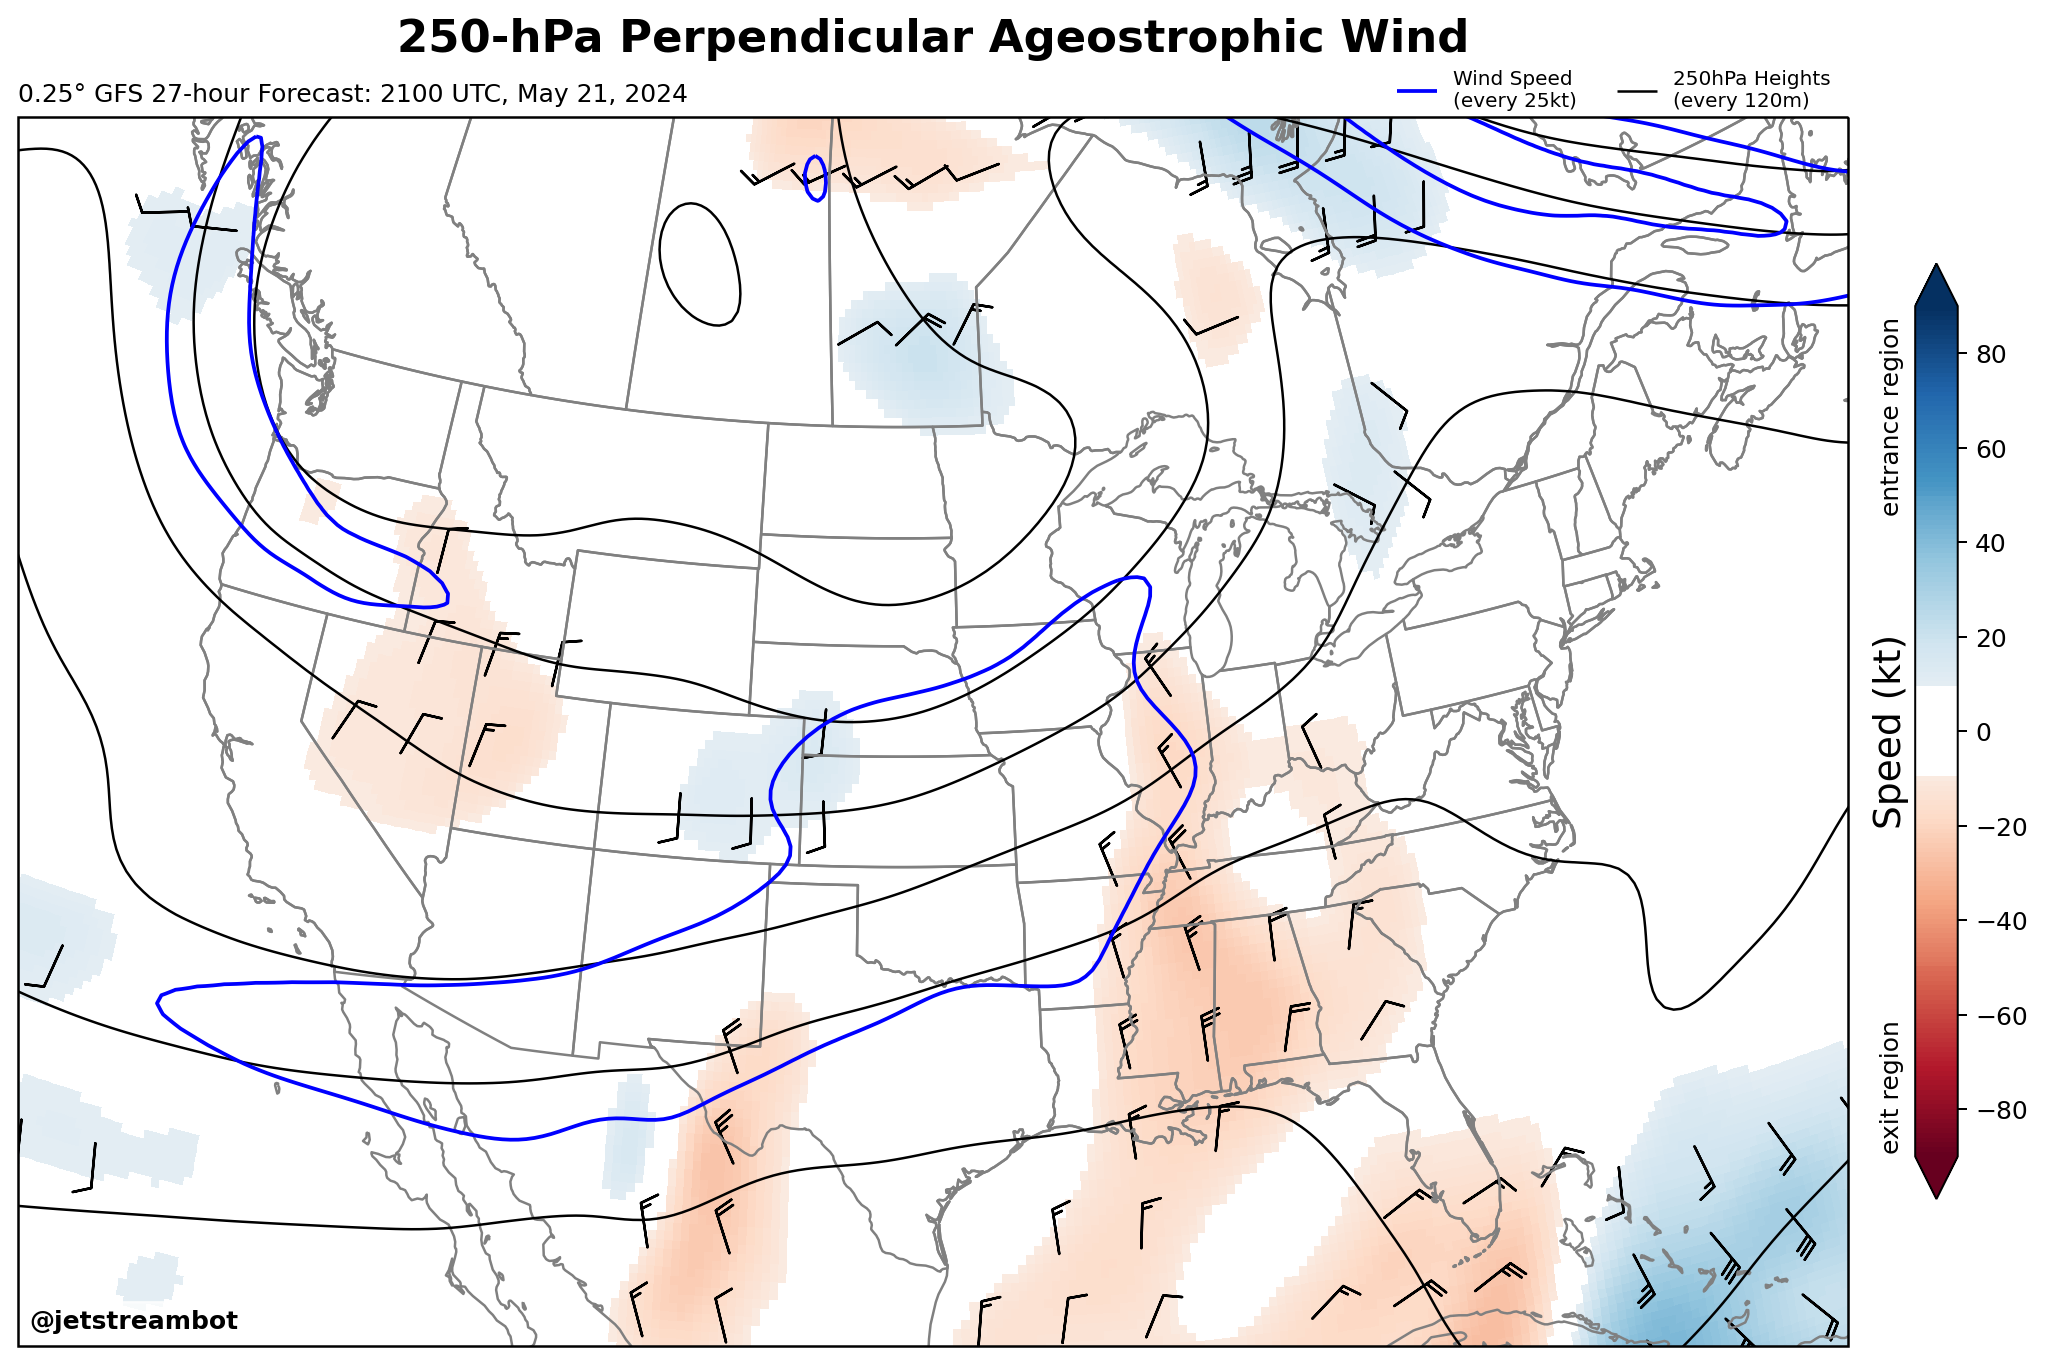 250-hPa Perpendicular Ageostrophic Wind
0.25° GFS 27-hour Forecast: 2100 UTC, May 21, 2024
Wind Speed
(every 25kt)
250hPa Heights
(every 120m)
entrance region
Speed (kt)
exit region
80
60
40
20
0
−20
−40
−60
−80
@jetstreambot